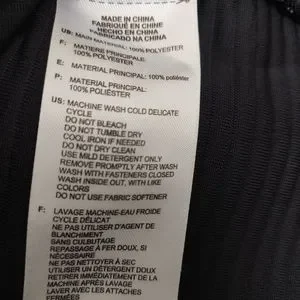 MADE IN CHINA
FABRIQUÉ EN CHINE
HECHO EN CHINA
FABRICADO NA CHINA
US: MAIN MATERIAL: 100% POLYESTER
F: MATIERE PRINCIPALE:
100% POLYESTER
E: MATERIAL PRINCIPAL: 100% poliéster
P: MATERIAL PRINCIPAL:
100% POLIÉSTER
US: MACHINE WASH COLD DELICATE
CYCLE
DO NOT BLEACH
DO NOT TUMBLE DRY
COOL IRON IF NEEDED
DO NOT DRY CLEAN
USE MILD DETERGENT ONLY
REMOVE PROMPTLY AFTER WASH
WASH WITH FASTENERS CLOSED
WASH INSIDE OUT, WITH LIKE
COLORS
DO NOT USE FABRIC SOFTENER
F: LAVAGE MACHINE-EAU FROIDE
CYCLE DÉLICAT
NE PAS UTILISER D'AGENT DE
BLANCHIMENT
SANS CULBUTAGE
REPASSAGE À FER DOUX, SI
NÉCESSAIRE
NE PAS NETTOYER À SEC
UTILISER UN DÉTERGENT DOUX
RETIRER IMMÉDIATEMENT DE LA
MACHINE APRÈS LAVAGE
LAVER AVEC LES ATTACHES
FERMÉES